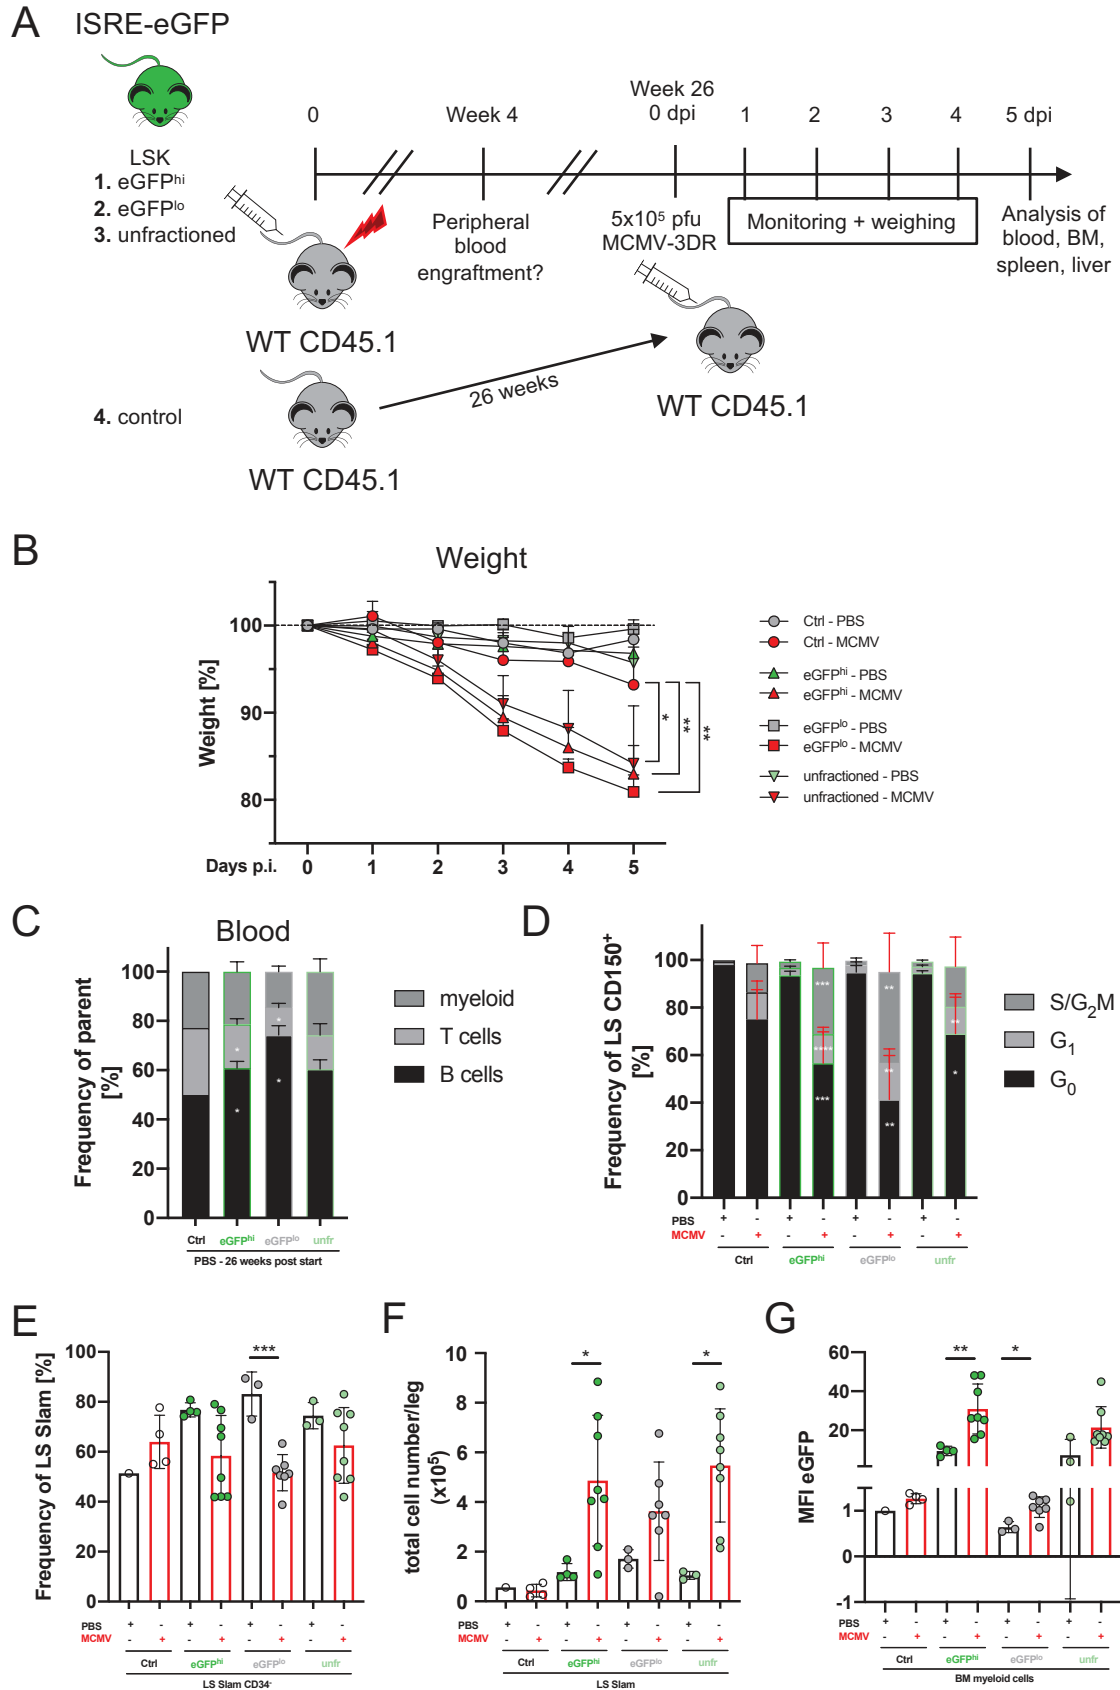 A
ISRE-eGFP
LSK
1. eGFPhi
2. eGFPlo
3. unfractioned
WT CD45.1
4. control
WT CD45.1
26 weeks
WT CD45.1
0
Week 4
Week 26
0 dpi
1
2
3
4
5 dpi
Peripheral
blood
engraftment?
5x10⁵ pfu
MCMV-3DR
Monitoring + weighing
Analysis of
blood, BM,
spleen, liver
B
Weight
Weight [%]
100
90
80
Days p.i.
0
1
2
3
4
5
*
**
**
Ctrl - PBS
Ctrl - MCMV
eGFPhi - PBS
eGFPhi - MCMV
eGFPlo - PBS
eGFPlo - MCMV
unfractioned - PBS
unfractioned - MCMV
C
Blood
Frequency of parent
[%]
100
80
60
40
20
0
*
*
*
*
Ctrl
eGFPhi
eGFPlo
unfr
PBS - 26 weeks post start
myeloid
T cells
B cells
D
Frequency of LS CD150+
[%]
100
80
60
40
20
0
***
****
***
**
**
**
**
*
PBS + - + - + - + -
MCMV - + - + - + - +
Ctrl
eGFPhi
eGFPlo
unfr
S/G₂M
G₁
G₀
E
Frequency of LS Slam [%]
100
80
60
40
20
0
***
PBS + - + - + - + -
MCMV - + - + - + - +
Ctrl
eGFPhi
eGFPlo
unfr
LS Slam CD34-
F
total cell number/leg
(x10⁵)
10
8
6
4
2
0
*
*
PBS + - + - + - + -
MCMV - + - + - + - +
Ctrl
eGFPhi
eGFPlo
unfr
LS Slam
G
MFI eGFP
60
40
20
1
0
-1
**
*
PBS + - + - + - + -
MCMV - + - + - + - +
Ctrl
eGFPhi
eGFPlo
unfr
BM myeloid cells